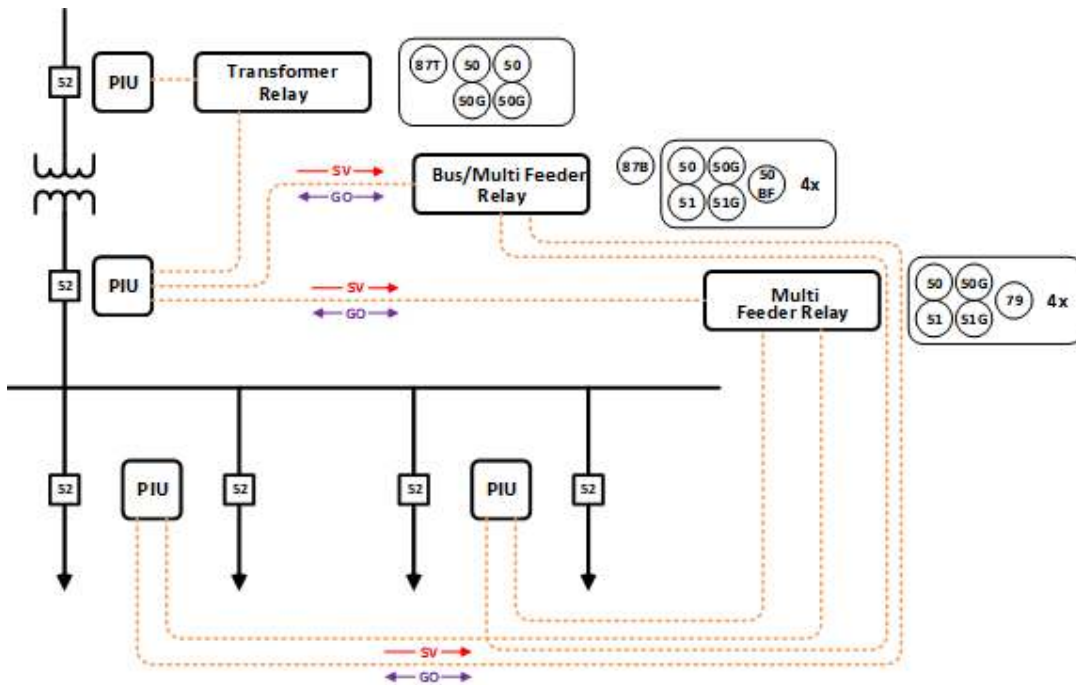 52
PIU
Transformer
Relay
87T
50
50
50G
50G
SV
GO
Bus/Multi Feeder
Relay
87B
50
50G
50
BF
4x
51
51G
52
PIU
SV
GO
Multi
Feeder Relay
50
50G
79
4x
51
51G
52
PIU
52
52
PIU
52
SV
GO